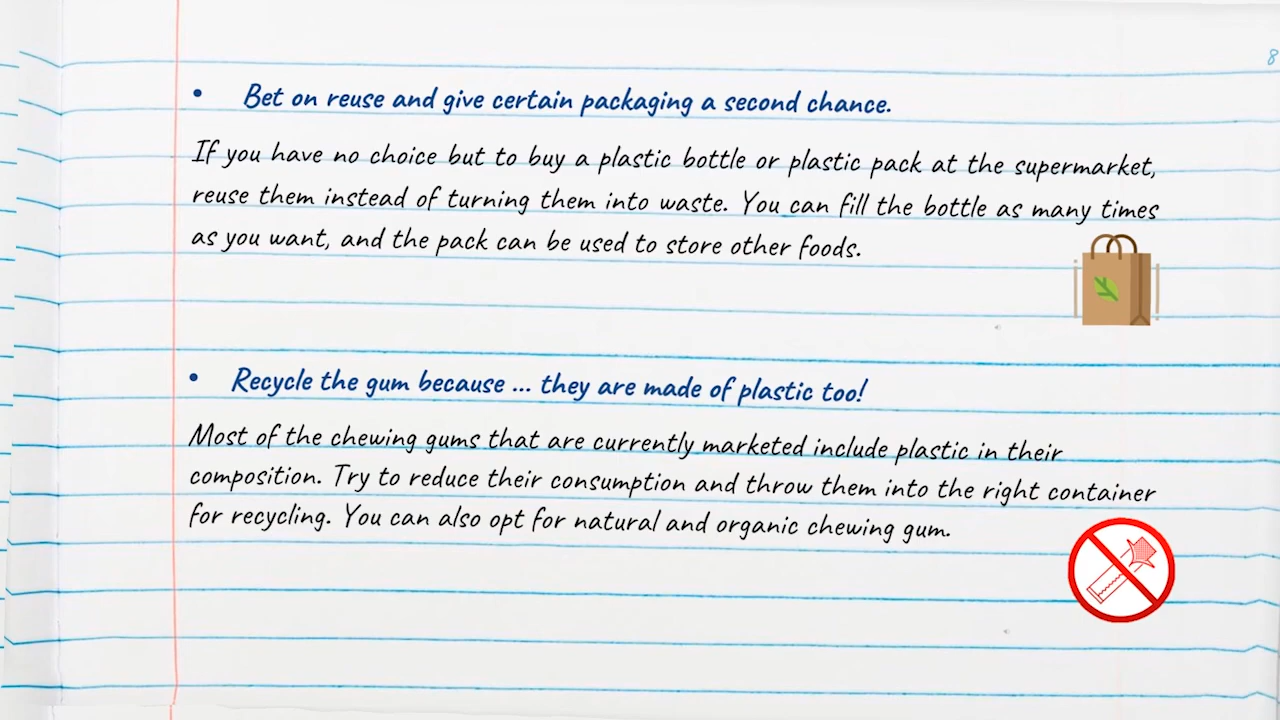 8
• Bet on reuse and give certain packaging a second chance.
If you have no choice but to buy a plastic bottle or plastic pack at the supermarket,
reuse them instead of turning them into waste. You can fill the bottle as many times
as you want, and the pack can be used to store other foods.
• Recycle the gum because ... they are made of plastic too!
Most of the chewing gums that are currently marketed include plastic in their
composition. Try to reduce their consumption and throw them into the right container
for recycling. You can also opt for natural and organic chewing gum.